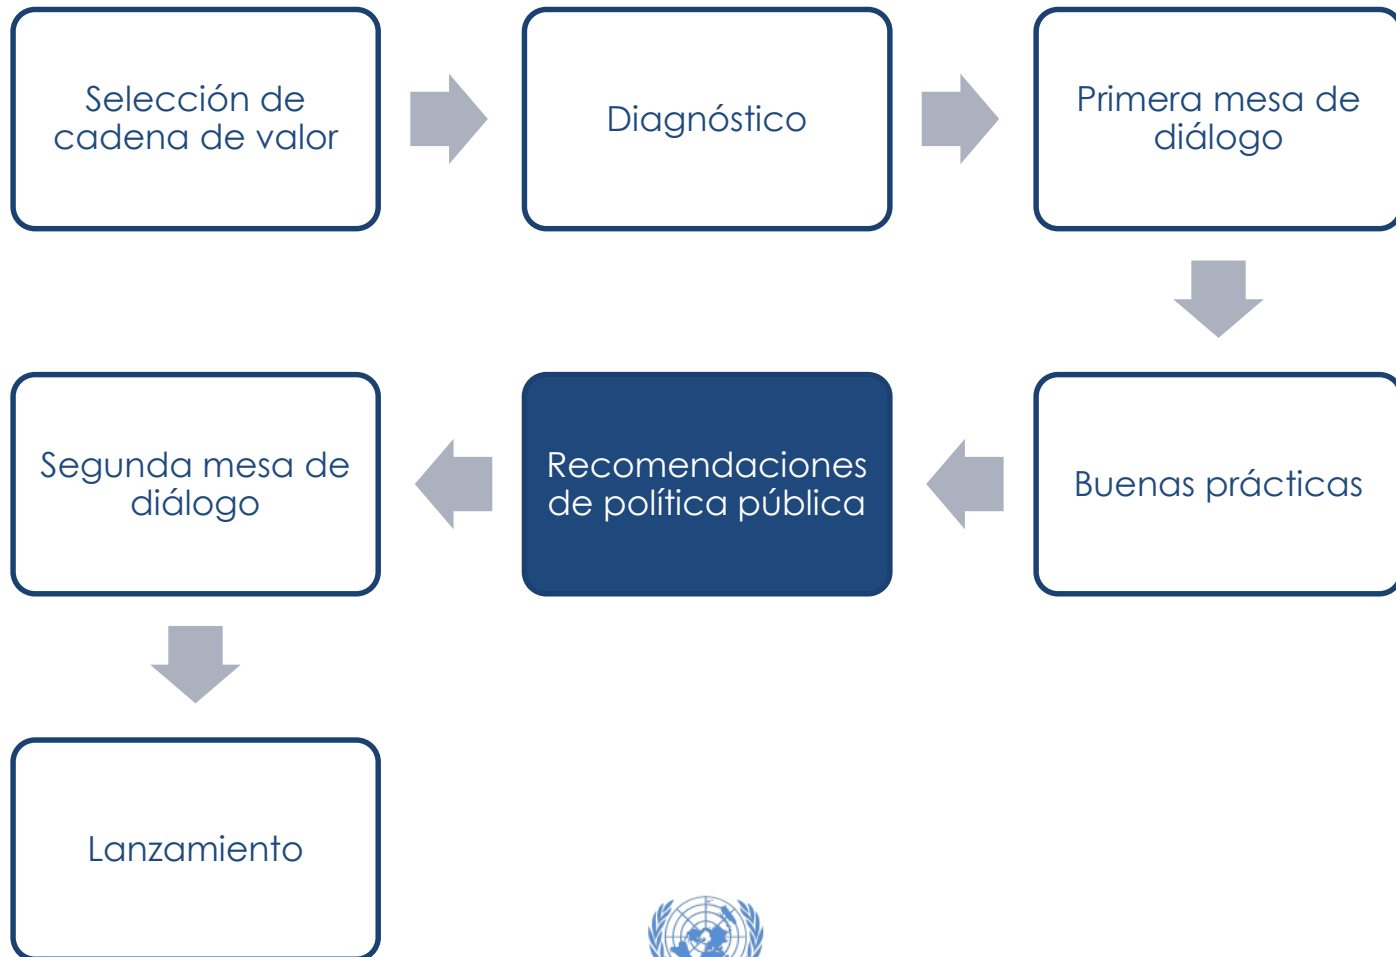 Selección de
cadena de valor
Diagnóstico
Primera mesa de
diálogo
Buenas prácticas
Recomendaciones
de política pública
Segunda mesa de
diálogo
Lanzamiento